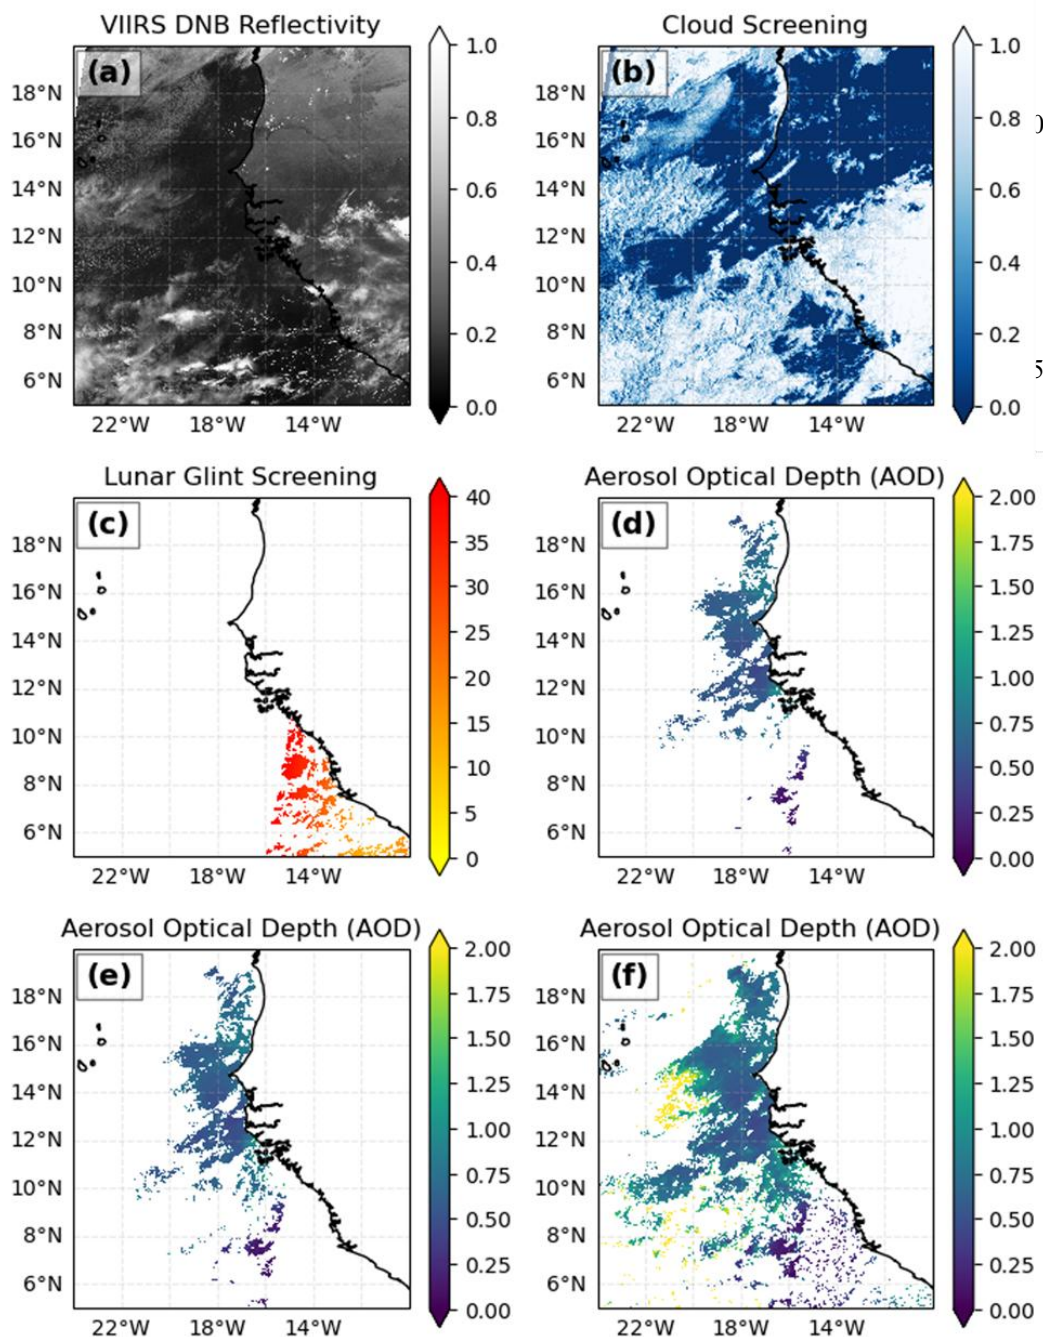 VIIRS DNB Reflectivity
(a)
18°N
16°N
14°N
12°N
10°N
8°N
6°N
22°W 18°W 14°W
1.0
0.8
0.6
0.4
0.2
0.0
Cloud Screening
(b)
18°N
16°N
14°N
12°N
10°N
8°N
6°N
22°W 18°W 14°W
1.0
0.8
0.6
0.4
0.2
0.0
0
5
Lunar Glint Screening
(c)
18°N
16°N
14°N
12°N
10°N
8°N
6°N
22°W 18°W 14°W
40
35
30
25
20
15
10
5
0
Aerosol Optical Depth (AOD)
(d)
18°N
16°N
14°N
12°N
10°N
8°N
6°N
22°W 18°W 14°W
2.00
1.75
1.50
1.25
1.00
0.75
0.50
0.25
0.00
Aerosol Optical Depth (AOD)
(e)
18°N
16°N
14°N
12°N
10°N
8°N
6°N
22°W 18°W 14°W
2.00
1.75
1.50
1.25
1.00
0.75
0.50
0.25
0.00
Aerosol Optical Depth (AOD)
(f)
18°N
16°N
14°N
12°N
10°N
8°N
6°N
22°W 18°W 14°W
2.00
1.75
1.50
1.25
1.00
0.75
0.50
0.25
0.00